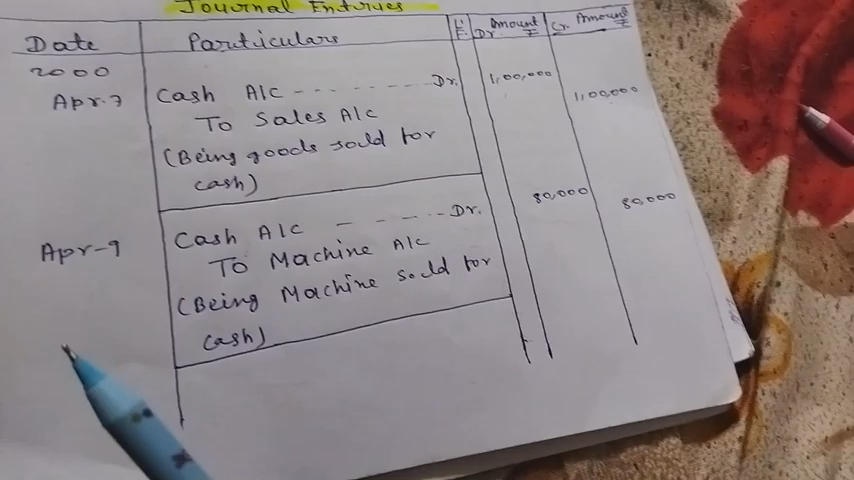 Journal Entries
Date Particulars L.F. Dr. Amount ₹ Cr. Amount ₹
2000
Apr-7 Cash A/c - - - - - - - - Dr. 1,00,000
To Sales A/c 1,00,000
(Being goods sold for
cash)
Apr-9 Cash A/c - - - - - - Dr. 80,000
To Machine A/c 80,000
(Being Machine sold for
cash)